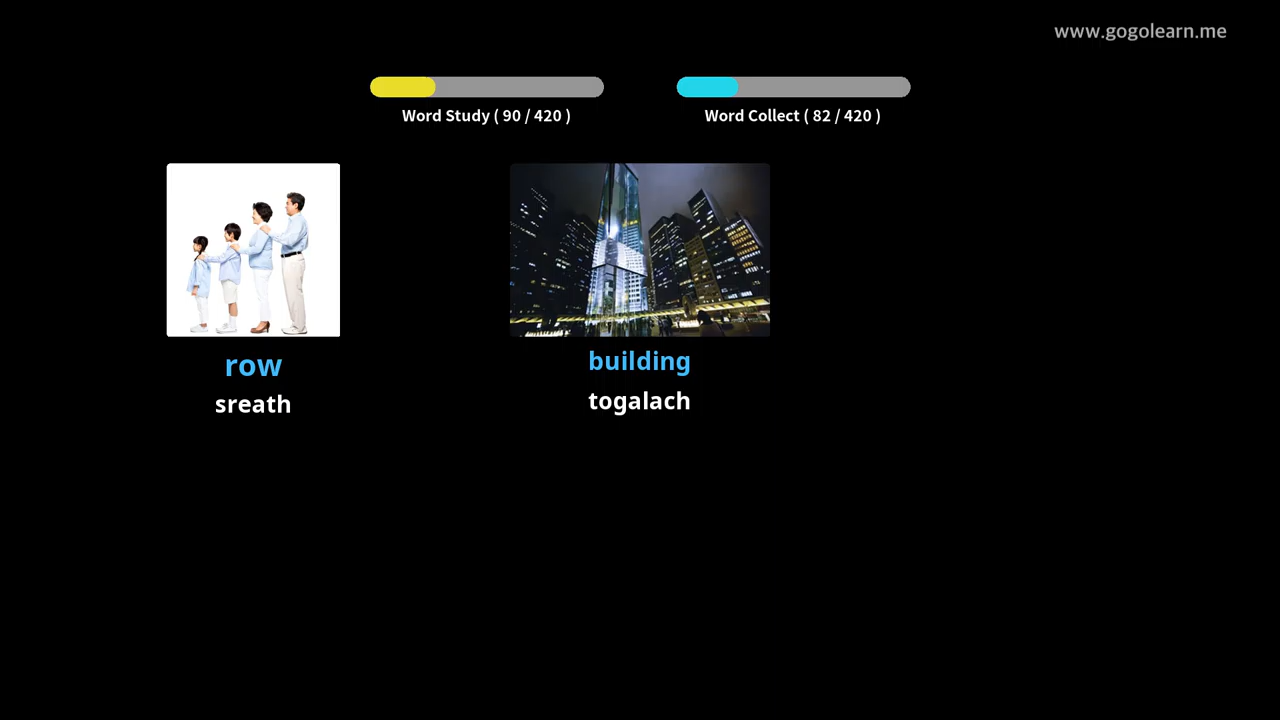 www.gogolearn.me
Word Study ( 90 / 420 )
Word Collect ( 82 / 420 )
row
sreath
building
togalach